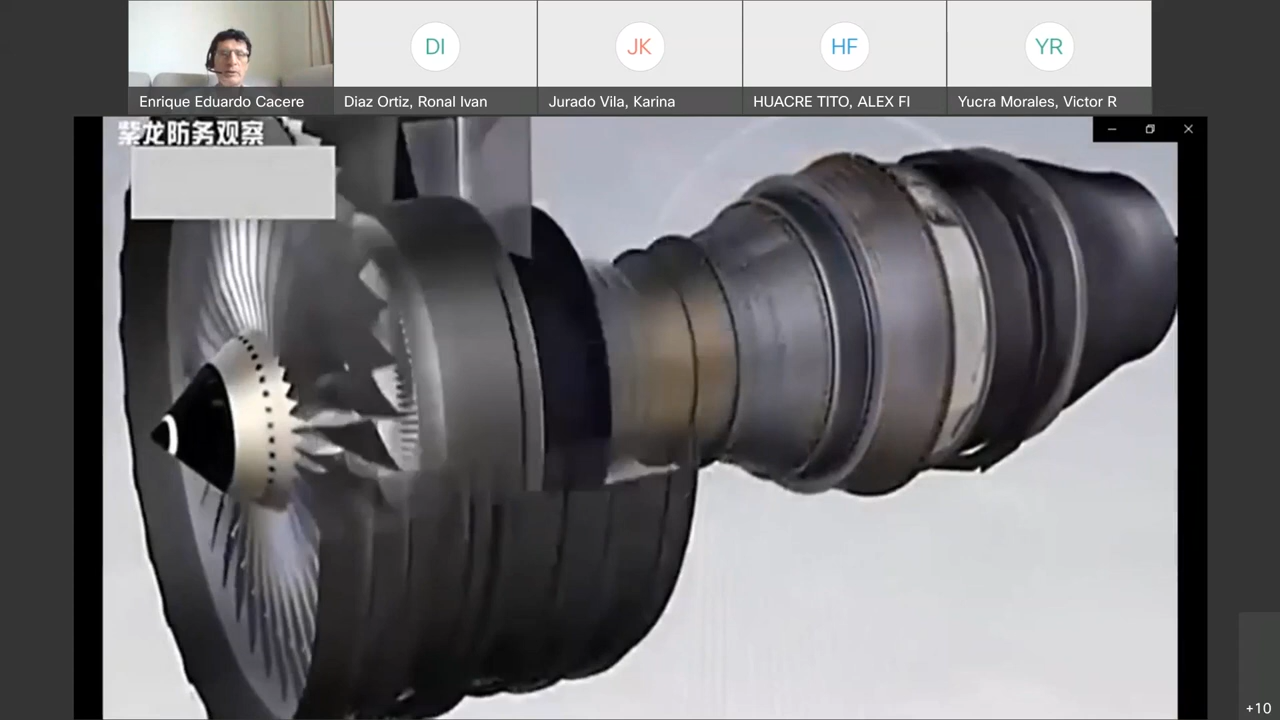 DI
JK
HF
YR
Enrique Eduardo Cacere
Diaz Ortiz, Ronal Ivan
Jurado Vila, Karina
HUACRE TITO, ALEX FI
Yucra Morales, Victor R
紫龙防务观察
+10